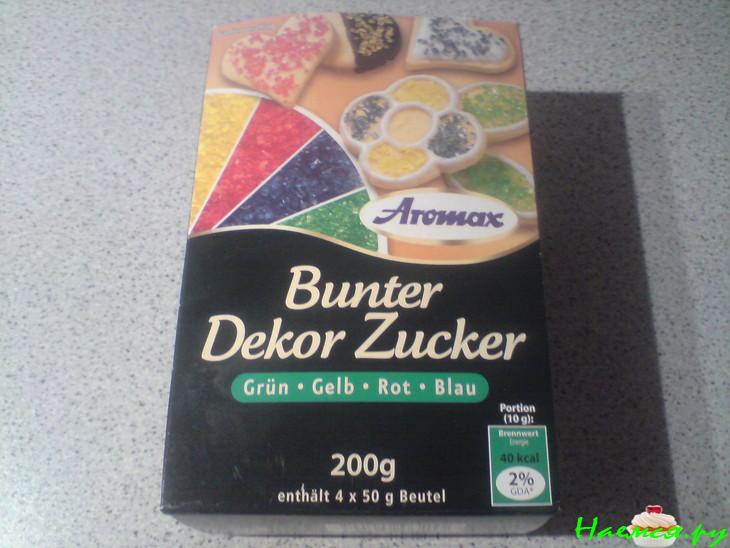 Aromax
Bunter
Dekor Zucker
Grün • Gelb • Rot • Blau
Portion
(10 g):
Brennwert
Energie
40 kcal
2%
GDA*
200g
enthält 4 x 50 g Beutel
Наемся.ру